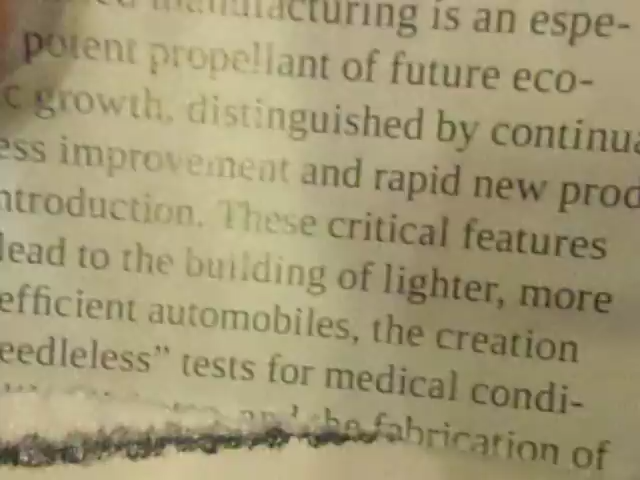 manufacturing is an espe-
potent propellant of future eco-
c growth, distinguished by continua
ess improvement and rapid new prod
ntroduction. These critical features
lead to the building of lighter, more
efficient automobiles, the creation
eedleless” tests for medical condi-
the fabrication of